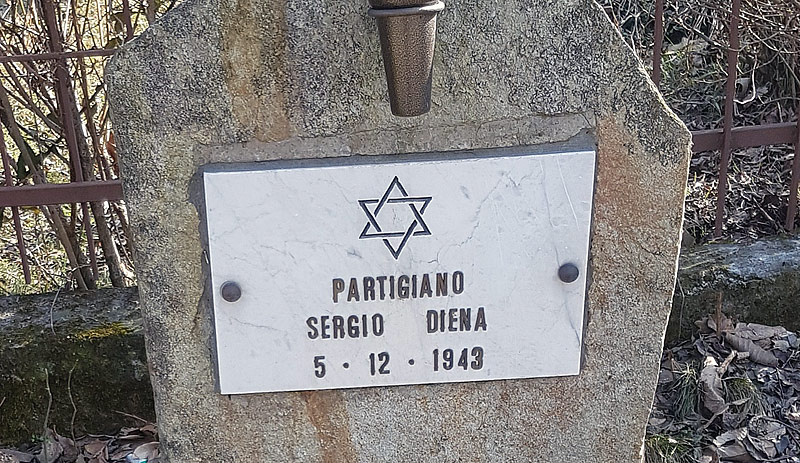 PARTIGIANO
SERGIO DIENA
5 · 12 · 1943